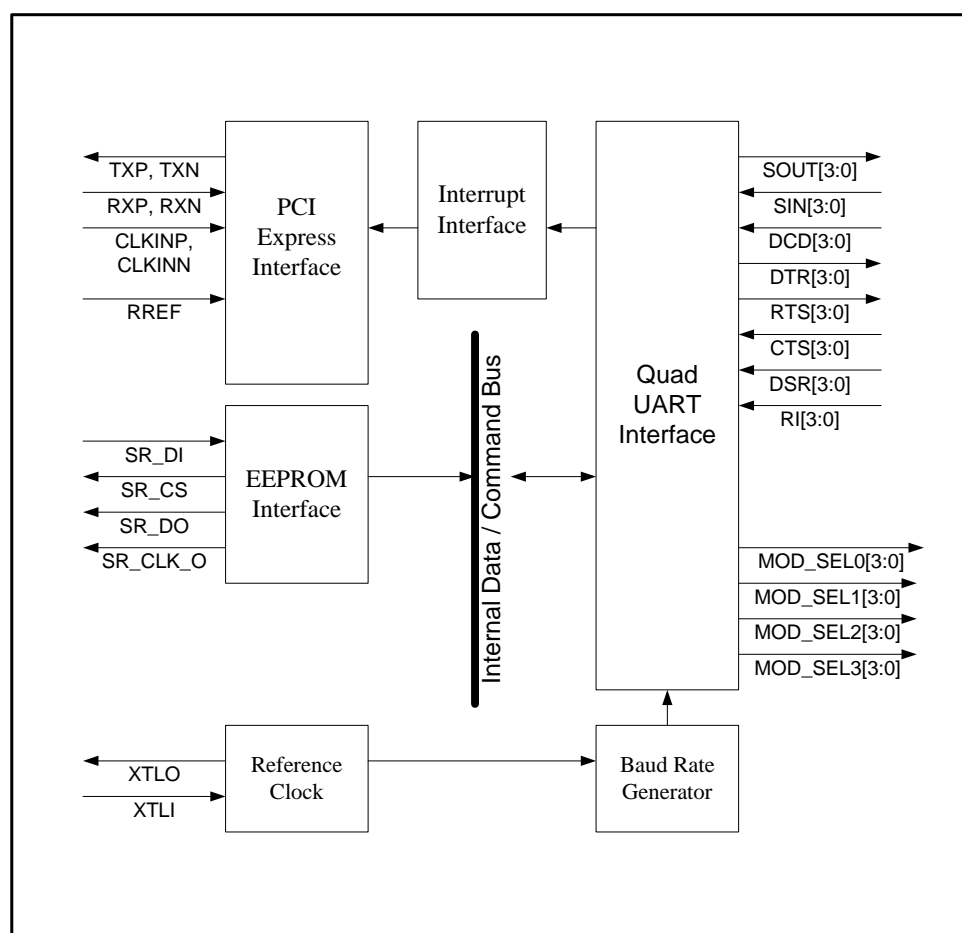 TXP, TXN
RXP, RXN
CLKINP,
CLKINN
RREF
PCI
Express
Interface
Interrupt
Interface
Quad
UART
Interface
SOUT[3:0]
SIN[3:0]
DCD[3:0]
DTR[3:0]
RTS[3:0]
CTS[3:0]
DSR[3:0]
RI[3:0]
SR_DI
SR_CS
SR_DO
SR_CLK_O
EEPROM
Interface
Internal Data / Command Bus
MOD_SEL0[3:0]
MOD_SEL1[3:0]
MOD_SEL2[3:0]
MOD_SEL3[3:0]
XTLO
XTLI
Reference
Clock
Baud Rate
Generator